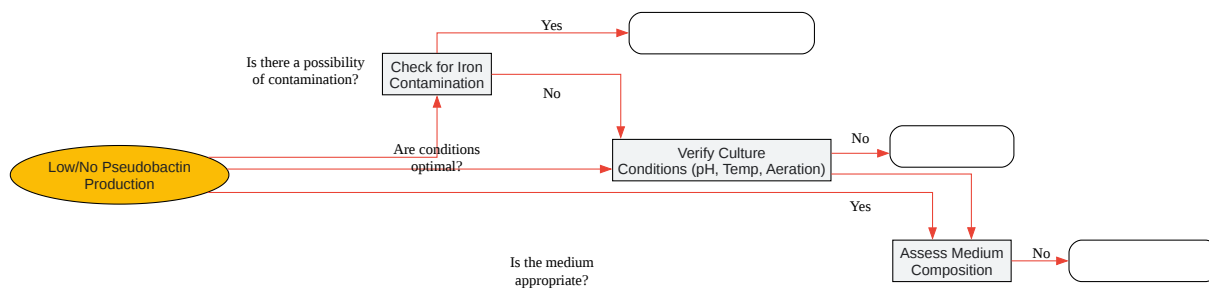 Yes
Is there a possibility
of contamination?
Check for Iron
Contamination
No
Are conditions
optimal?
Low/No Pseudobactin
Production
Verify Culture
Conditions (pH, Temp, Aeration)
No
Yes
Assess Medium
Composition
No
Is the medium
appropriate?